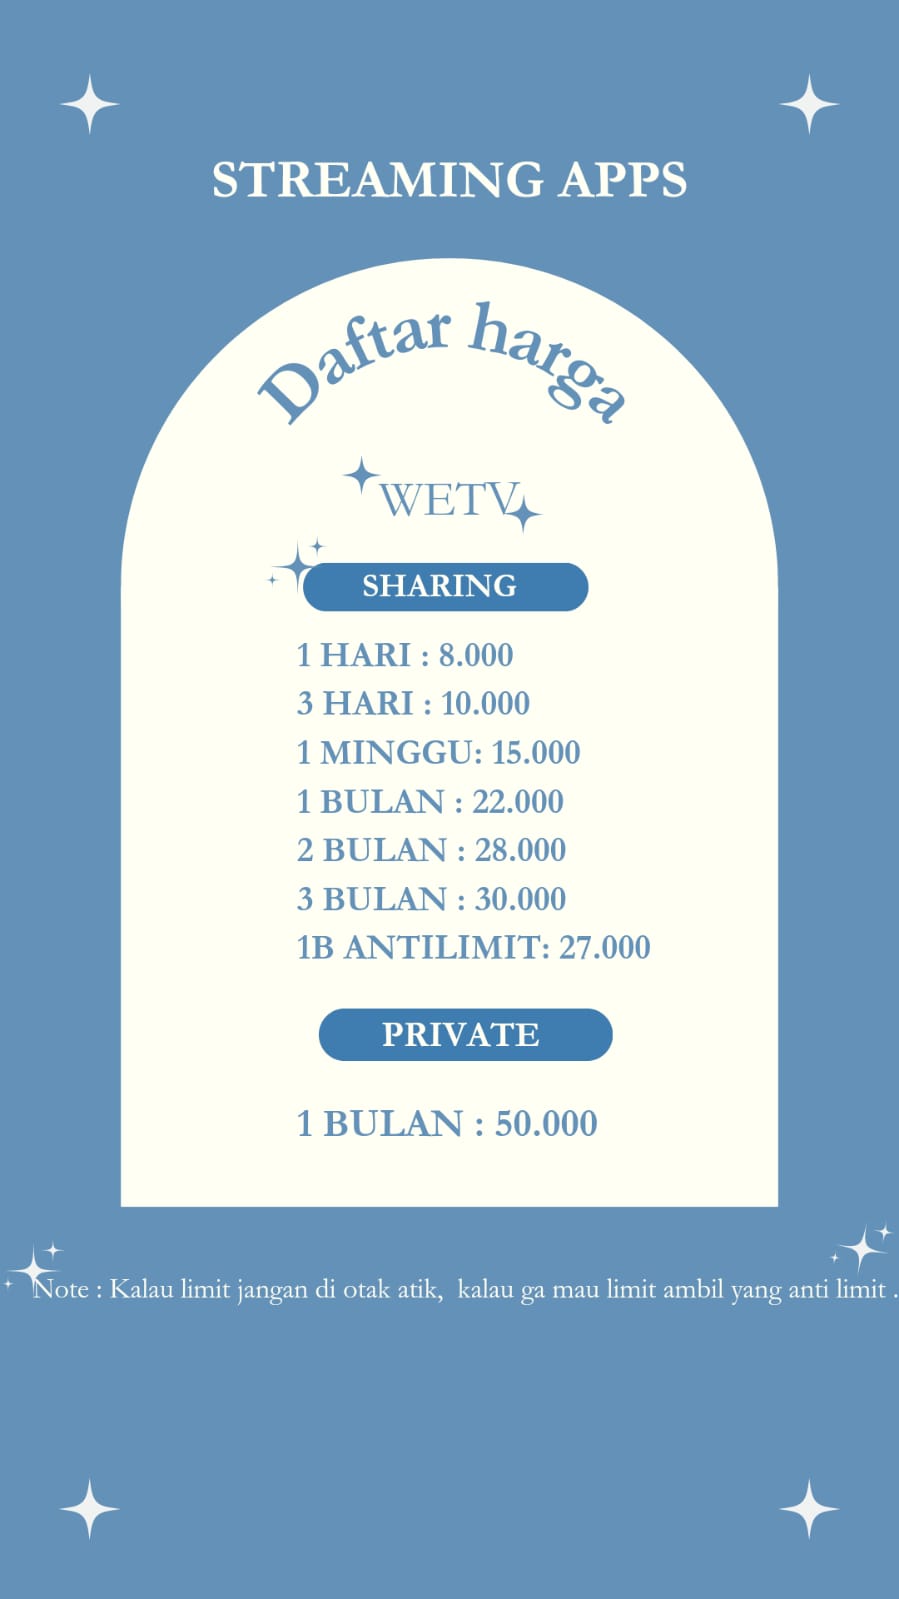 STREAMING APPS
Daftar harga
WETV
SHARING
1 HARI : 8.000
3 HARI : 10.000
1 MINGGU: 15.000
1 BULAN : 22.000
2 BULAN : 28.000
3 BULAN : 30.000
1B ANTILIMIT: 27.000
PRIVATE
1 BULAN : 50.000
Note : Kalau limit jangan di otak atik,  kalau ga mau limit ambil yang anti limit .